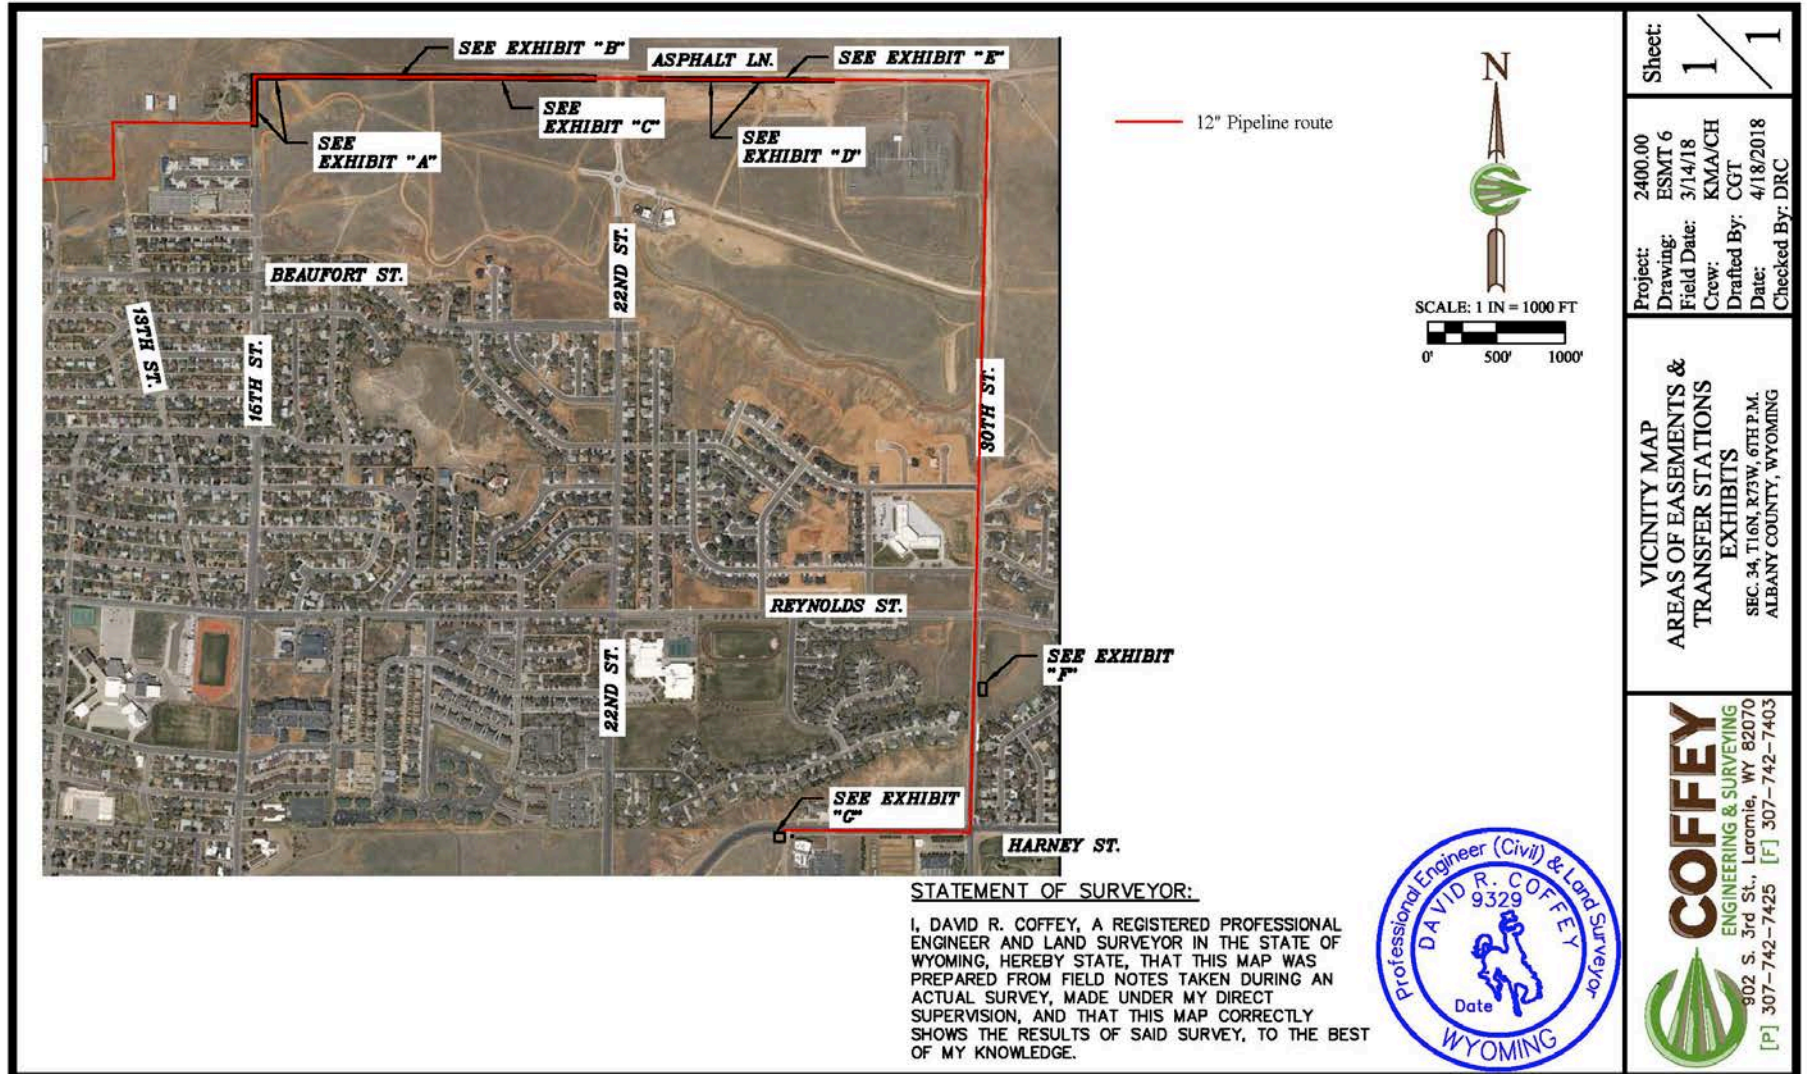 SEE EXHIBIT "B"
ASPHALT LN.
SEE EXHIBIT "E"
SEE
EXHIBIT "C"
SEE
EXHIBIT "A"
SEE
EXHIBIT "D"
BEAUFORT ST.
22ND ST.
13TH ST.
15TH ST.
30TH ST.
REYNOLDS ST.
22ND ST.
SEE EXHIBIT
"F"
SEE EXHIBIT
"G"
HARNEY ST.
12" Pipeline route
N
SCALE: 1 IN = 1000 FT
0' 500' 1000'
STATEMENT OF SURVEYOR:
I, DAVID R. COFFEY, A REGISTERED PROFESSIONAL
ENGINEER AND LAND SURVEYOR IN THE STATE OF
WYOMING, HEREBY STATE, THAT THIS MAP WAS
PREPARED FROM FIELD NOTES TAKEN DURING AN
ACTUAL SURVEY, MADE UNDER MY DIRECT
SUPERVISION, AND THAT THIS MAP CORRECTLY
SHOWS THE RESULTS OF SAID SURVEY, TO THE BEST
OF MY KNOWLEDGE.
Professional Engineer (Civil) & Land Surveyor
DAVID R. COFFEY
9329
Date
WYOMING
Sheet:
1/1
Project: 2400.00
Drawing: ESMT 6
Field Date: 3/14/18
Crew: KMA/CH
Drafted By: CGT
Date: 4/18/2018
Checked By: DRC
VICINITY MAP
AREAS OF EASEMENTS &
TRANSFER STATIONS
EXHIBITS
SEC. 34, T16N, R73W, 6TH P.M.
ALBANY COUNTY, WYOMING
COFFEY
ENGINEERING & SURVEYING
902 S. 3rd St., Laramie, WY 82070
[P] 307-742-7425 [F] 307-742-7403